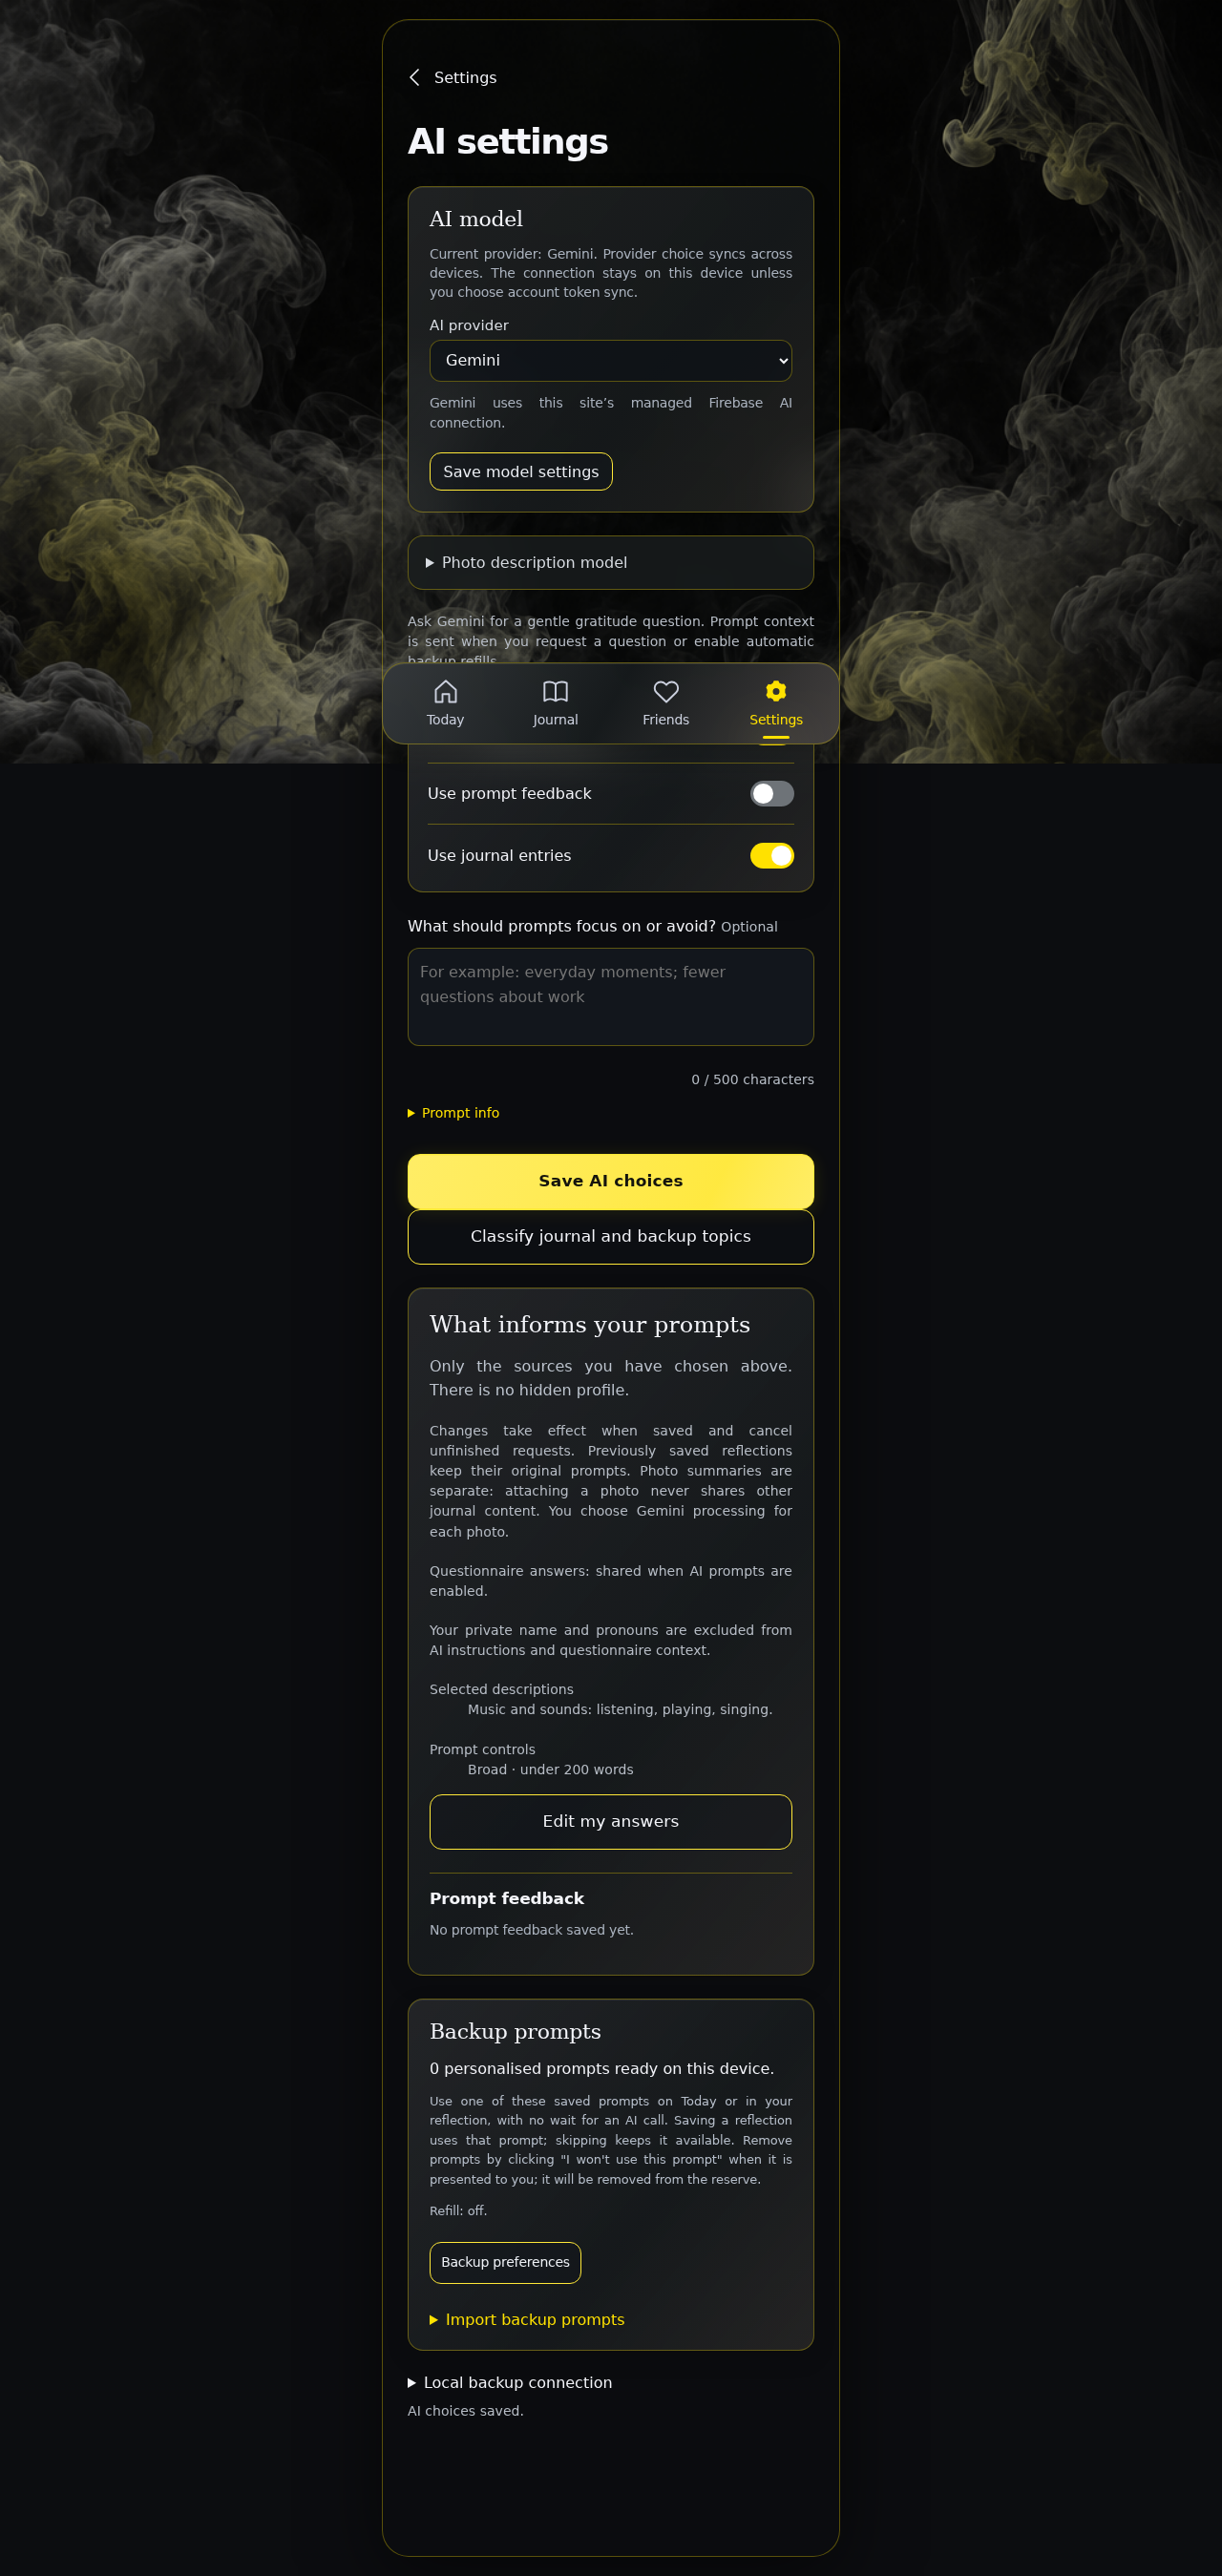 Settings
AI settings
AI model
Current provider: Gemini. Provider choice syncs across
devices. The connection stays on this device unless
you choose account token sync.
AI provider
Gemini
Gemini uses this site’s managed Firebase AI
connection.
Save model settings
Photo description model
Ask Gemini for a gentle gratitude question. Prompt context
is sent when you request a question or enable automatic
backup refills.
Today
Journal
Friends
Settings
Use prompt feedback
Use journal entries
What should prompts focus on or avoid? Optional
For example: everyday moments; fewer
questions about work
0 / 500 characters
Prompt info
Save AI choices
Classify journal and backup topics
What informs your prompts
Only the sources you have chosen above.
There is no hidden profile.
Changes take effect when saved and cancel
unfinished requests. Previously saved reflections
keep their original prompts. Photo summaries are
separate: attaching a photo never shares other
journal content. You choose Gemini processing for
each photo.
Questionnaire answers: shared when AI prompts are
enabled.
Your private name and pronouns are excluded from
AI instructions and questionnaire context.
Selected descriptions
Music and sounds: listening, playing, singing.
Prompt controls
Broad · under 200 words
Edit my answers
Prompt feedback
No prompt feedback saved yet.
Backup prompts
0 personalised prompts ready on this device.
Use one of these saved prompts on Today or in your
reflection, with no wait for an AI call. Saving a reflection
uses that prompt; skipping keeps it available. Remove
prompts by clicking "I won't use this prompt" when it is
presented to you; it will be removed from the reserve.
Refill: off.
Backup preferences
Import backup prompts
Local backup connection
AI choices saved.